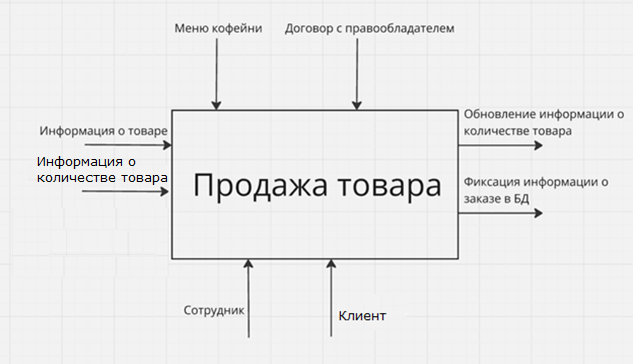 Меню кофейни
Договор с правообладателем
Информация о товаре
Информация о
количестве товара
Продажа товара
Обновление информации о
количестве товара
Фиксация информации о
заказе в БД
Сотрудник
Клиент